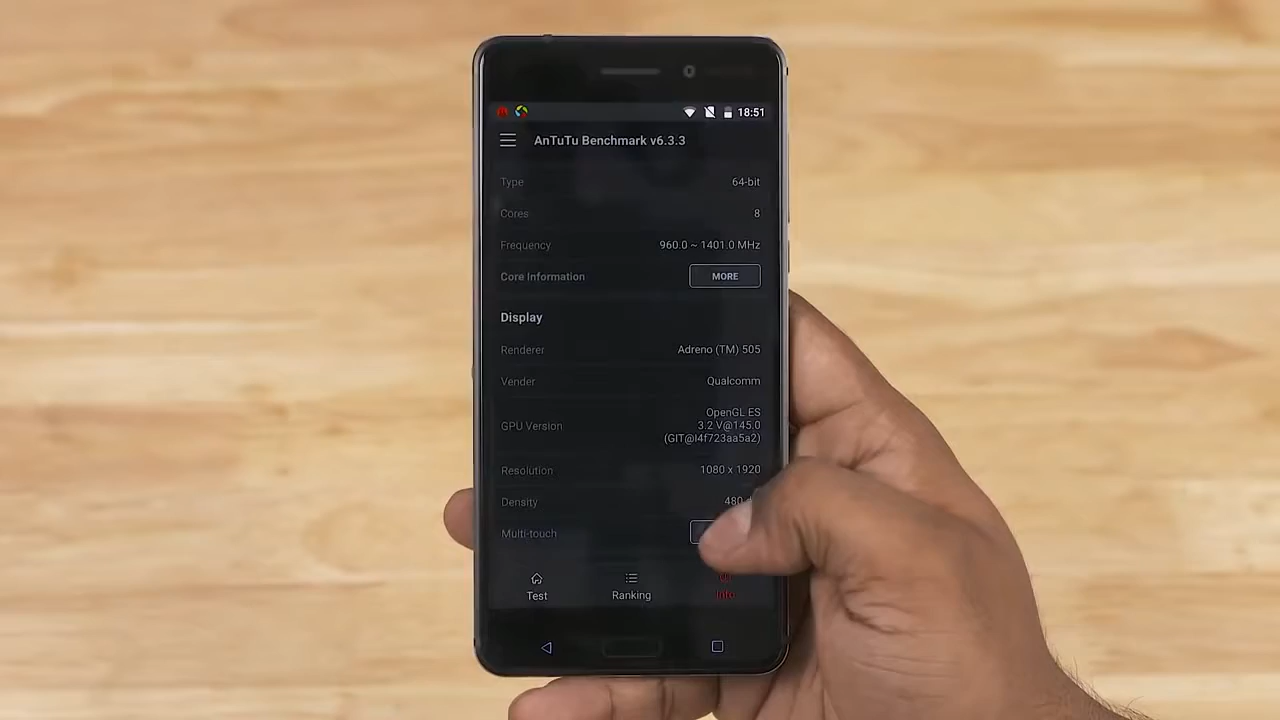 18:51
AnTuTu Benchmark v6.3.3
Type 64-bit
Cores 8
Frequency 960.0 ~ 1401.0 MHz
Core Information MORE
Display
Renderer Adreno (TM) 505
Vender Qualcomm
OpenGL ES
GPU Version 3.2 V@145.0
(GIT@I4f723aa5a2)
Resolution 1080 x 1920
Density 480
Multi-touch
Test Ranking Info